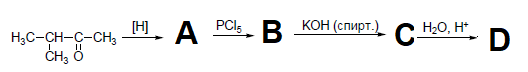 H₃C–CH–C–CH₃ [H] A PCl₅ B KOH (спирт.) C H₂O, H⁺ D
CH₃ O